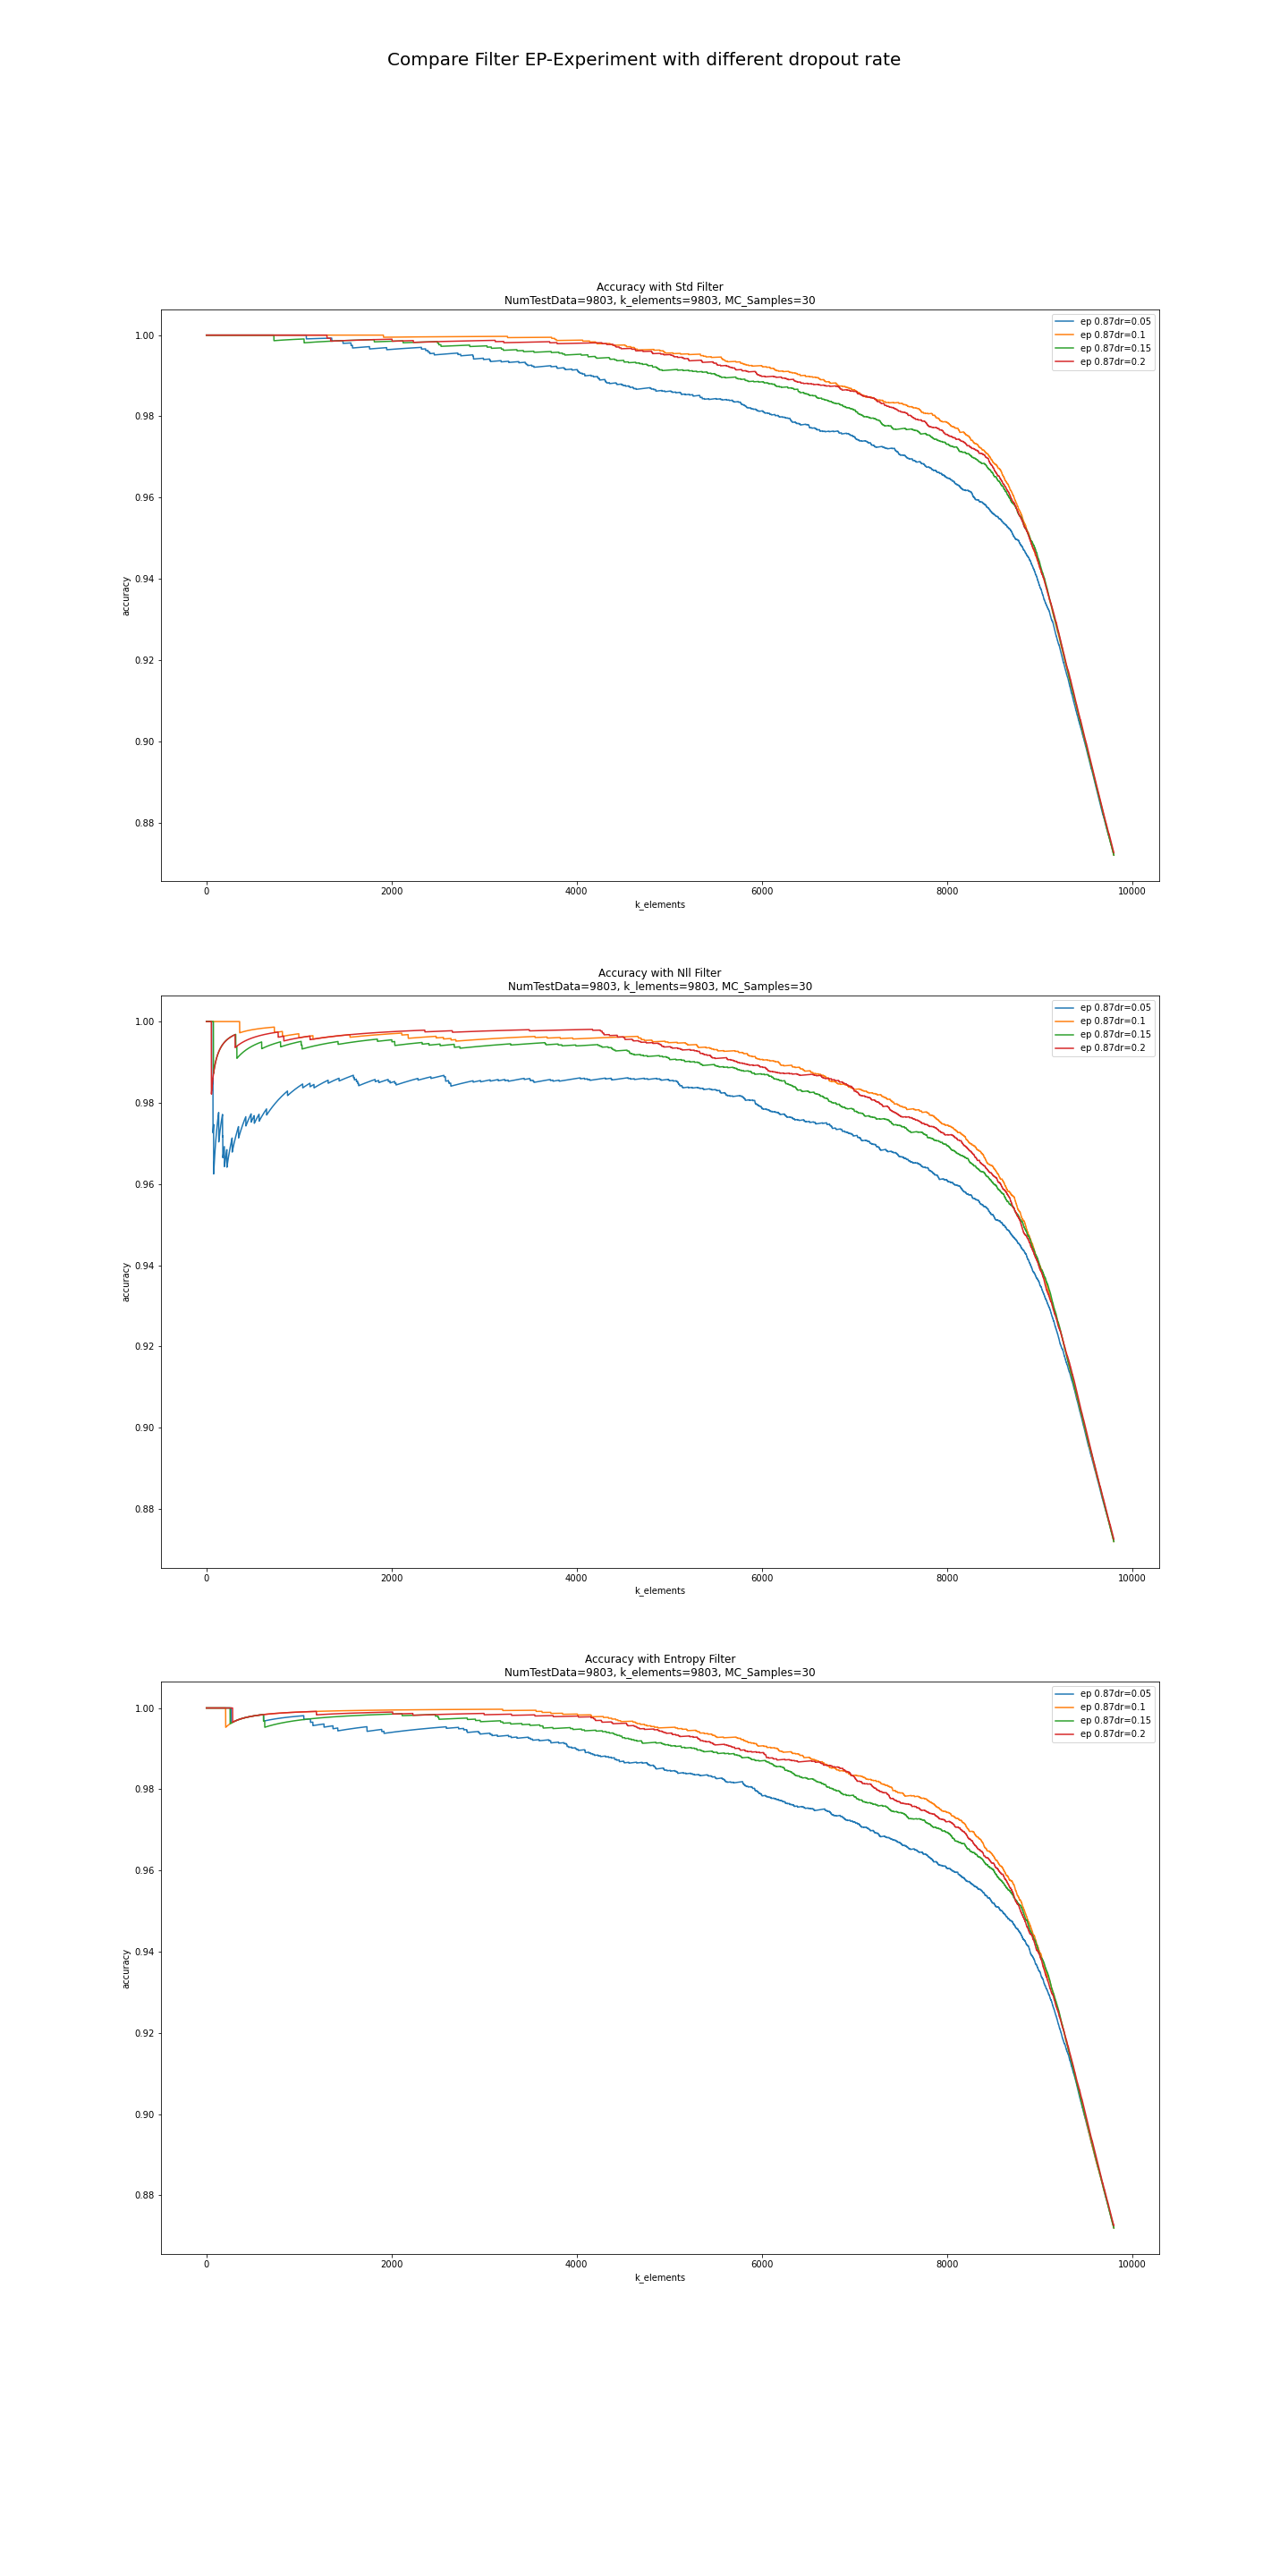 Compare Filter EP-Experiment with different dropout rate
Accuracy with Std Filter
NumTestData=9803, k_elements=9803, MC_Samples=30
ep 0.87dr=0.05
ep 0.87dr=0.1
ep 0.87dr=0.15
ep 0.87dr=0.2
1.00
0.98
0.96
0.94
0.92
0.90
0.88
accuracy
0 2000 4000 6000 8000 10000
k_elements
Accuracy with Nll Filter
NumTestData=9803, k_lements=9803, MC_Samples=30
ep 0.87dr=0.05
ep 0.87dr=0.1
ep 0.87dr=0.15
ep 0.87dr=0.2
1.00
0.98
0.96
0.94
0.92
0.90
0.88
accuracy
0 2000 4000 6000 8000 10000
k_elements
Accuracy with Entropy Filter
NumTestData=9803, k_elements=9803, MC_Samples=30
ep 0.87dr=0.05
ep 0.87dr=0.1
ep 0.87dr=0.15
ep 0.87dr=0.2
1.00
0.98
0.96
0.94
0.92
0.90
0.88
accuracy
0 2000 4000 6000 8000 10000
k_elements